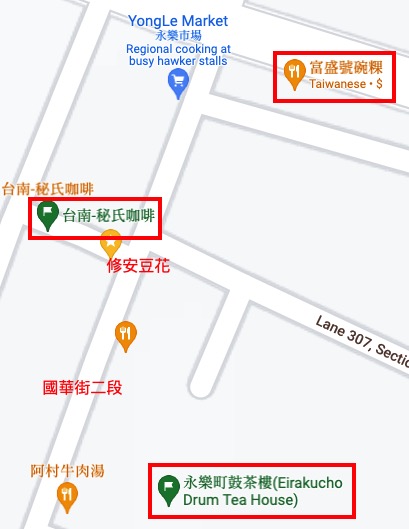 YongLe Market
永樂市場
Regional cooking at
busy hawker stalls
富盛號碗粿
Taiwanese • $
台南-秘氏咖啡
台南-秘氏咖啡
修安豆花
Lane 307, Sectio
國華街二段
阿村牛肉湯
永樂町鼓茶樓(Eirakucho
Drum Tea House)